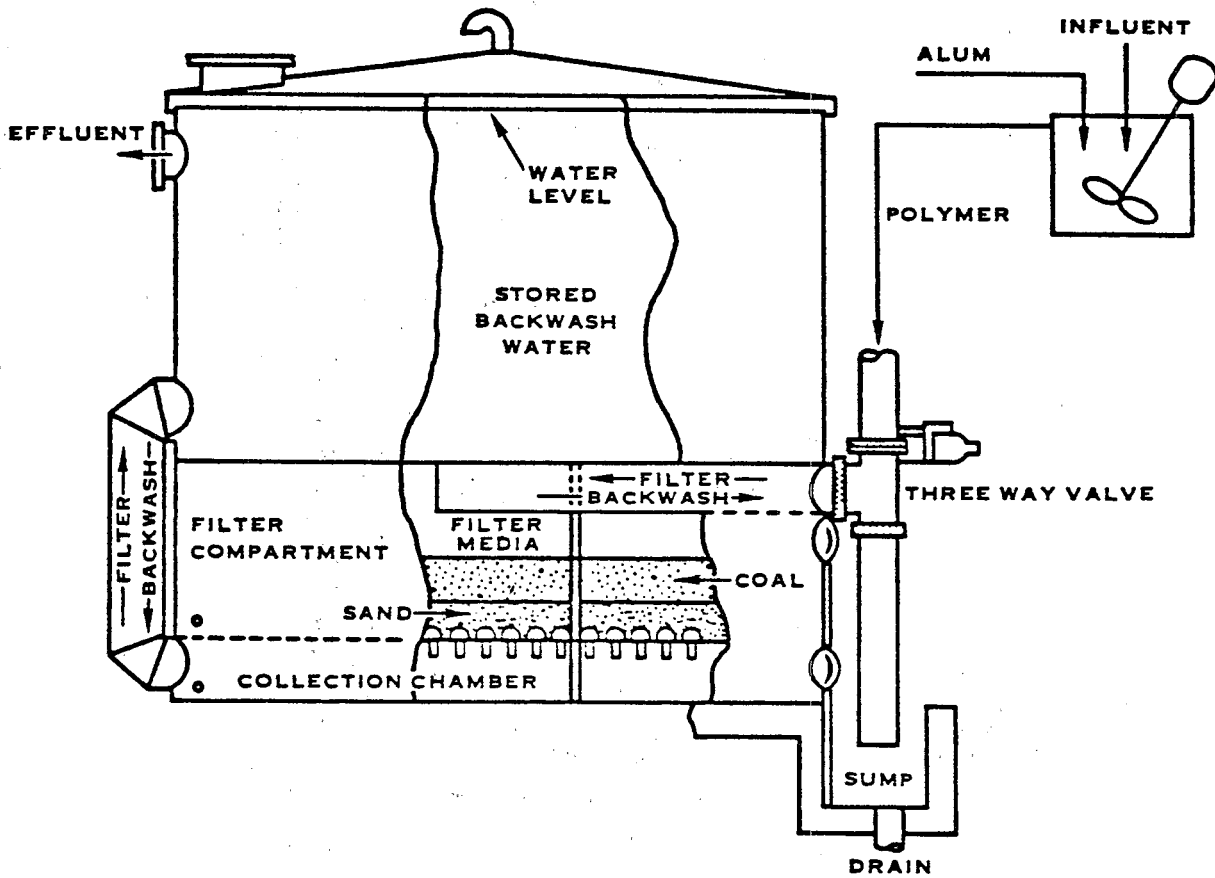 INFLUENT
ALUM
EFFLUENT
WATER
LEVEL
POLYMER
STORED
BACKWASH
WATER
FILTER
BACKWASH
FILTER
BACKWASH
THREE WAY VALVE
FILTER
COMPARTMENT
FILTER
MEDIA
COAL
SAND
COLLECTION CHAMBER
SUMP
DRAIN